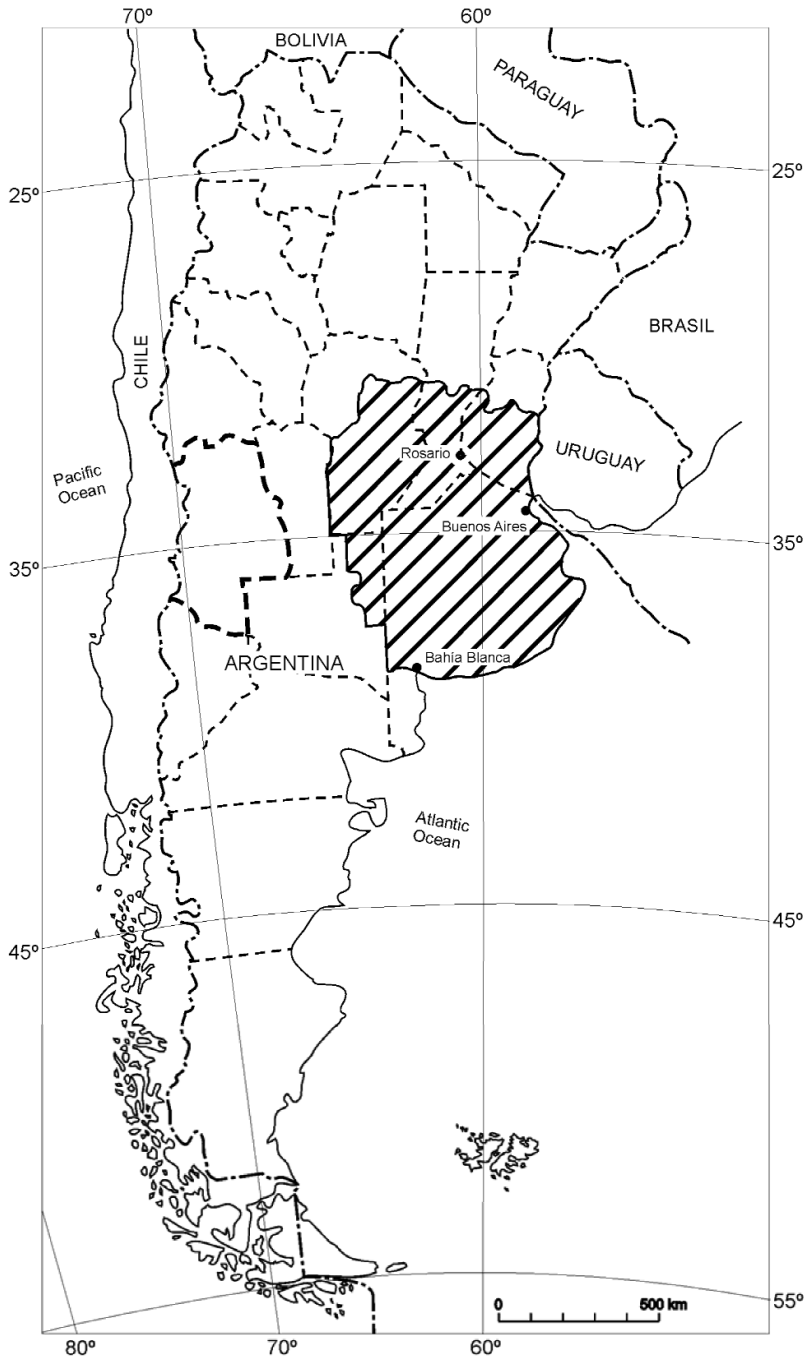 70º
60º
BOLIVIA
PARAGUAY
25º
25º
BRASIL
CHILE
Pacific
Ocean
Rosario
URUGUAY
Buenos Aires
35º
35º
Bahía Blanca
ARGENTINA
Atlantic
Ocean
45º
45º
0
500 km
55º
80º
70º
60º